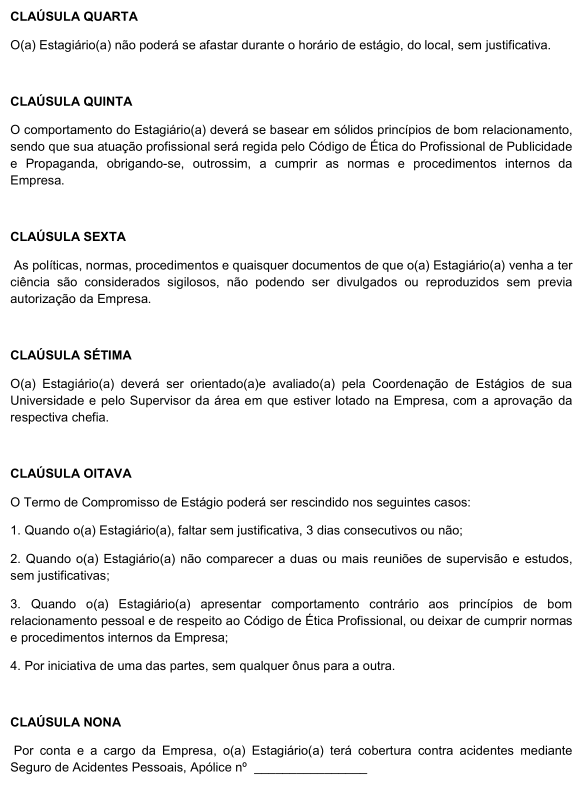 CLAÚSULA QUARTA
O(a) Estagiário(a) não poderá se afastar durante o horário de estágio, do local, sem justificativa.
CLAÚSULA QUINTA
O comportamento do Estagiário(a) deverá se basear em sólidos princípios de bom relacionamento,
sendo que sua atuação profissional será regida pelo Código de Ética do Profissional de Publicidade
e Propaganda, obrigando-se, outrossim, a cumprir as normas e procedimentos internos da
Empresa.
CLAÚSULA SEXTA
As políticas, normas, procedimentos e quaisquer documentos de que o(a) Estagiário(a) venha a ter
ciência são considerados sigilosos, não podendo ser divulgados ou reproduzidos sem previa
autorização da Empresa.
CLAÚSULA SÉTIMA
O(a) Estagiário(a) deverá ser orientado(a)e avaliado(a) pela Coordenação de Estágios de sua
Universidade e pelo Supervisor da área em que estiver lotado na Empresa, com a aprovação da
respectiva chefia.
CLAÚSULA OITAVA
O Termo de Compromisso de Estágio poderá ser rescindido nos seguintes casos:
1. Quando o(a) Estagiário(a), faltar sem justificativa, 3 dias consecutivos ou não;
2. Quando o(a) Estagiário(a) não comparecer a duas ou mais reuniões de supervisão e estudos,
sem justificativas;
3. Quando o(a) Estagiário(a) apresentar comportamento contrário aos princípios de bom
relacionamento pessoal e de respeito ao Código de Ética Profissional, ou deixar de cumprir normas
e procedimentos internos da Empresa;
4. Por iniciativa de uma das partes, sem qualquer ônus para a outra.
CLAÚSULA NONA
Por conta e a cargo da Empresa, o(a) Estagiário(a) terá cobertura contra acidentes mediante
Seguro de Acidentes Pessoais, Apólice nº ________________